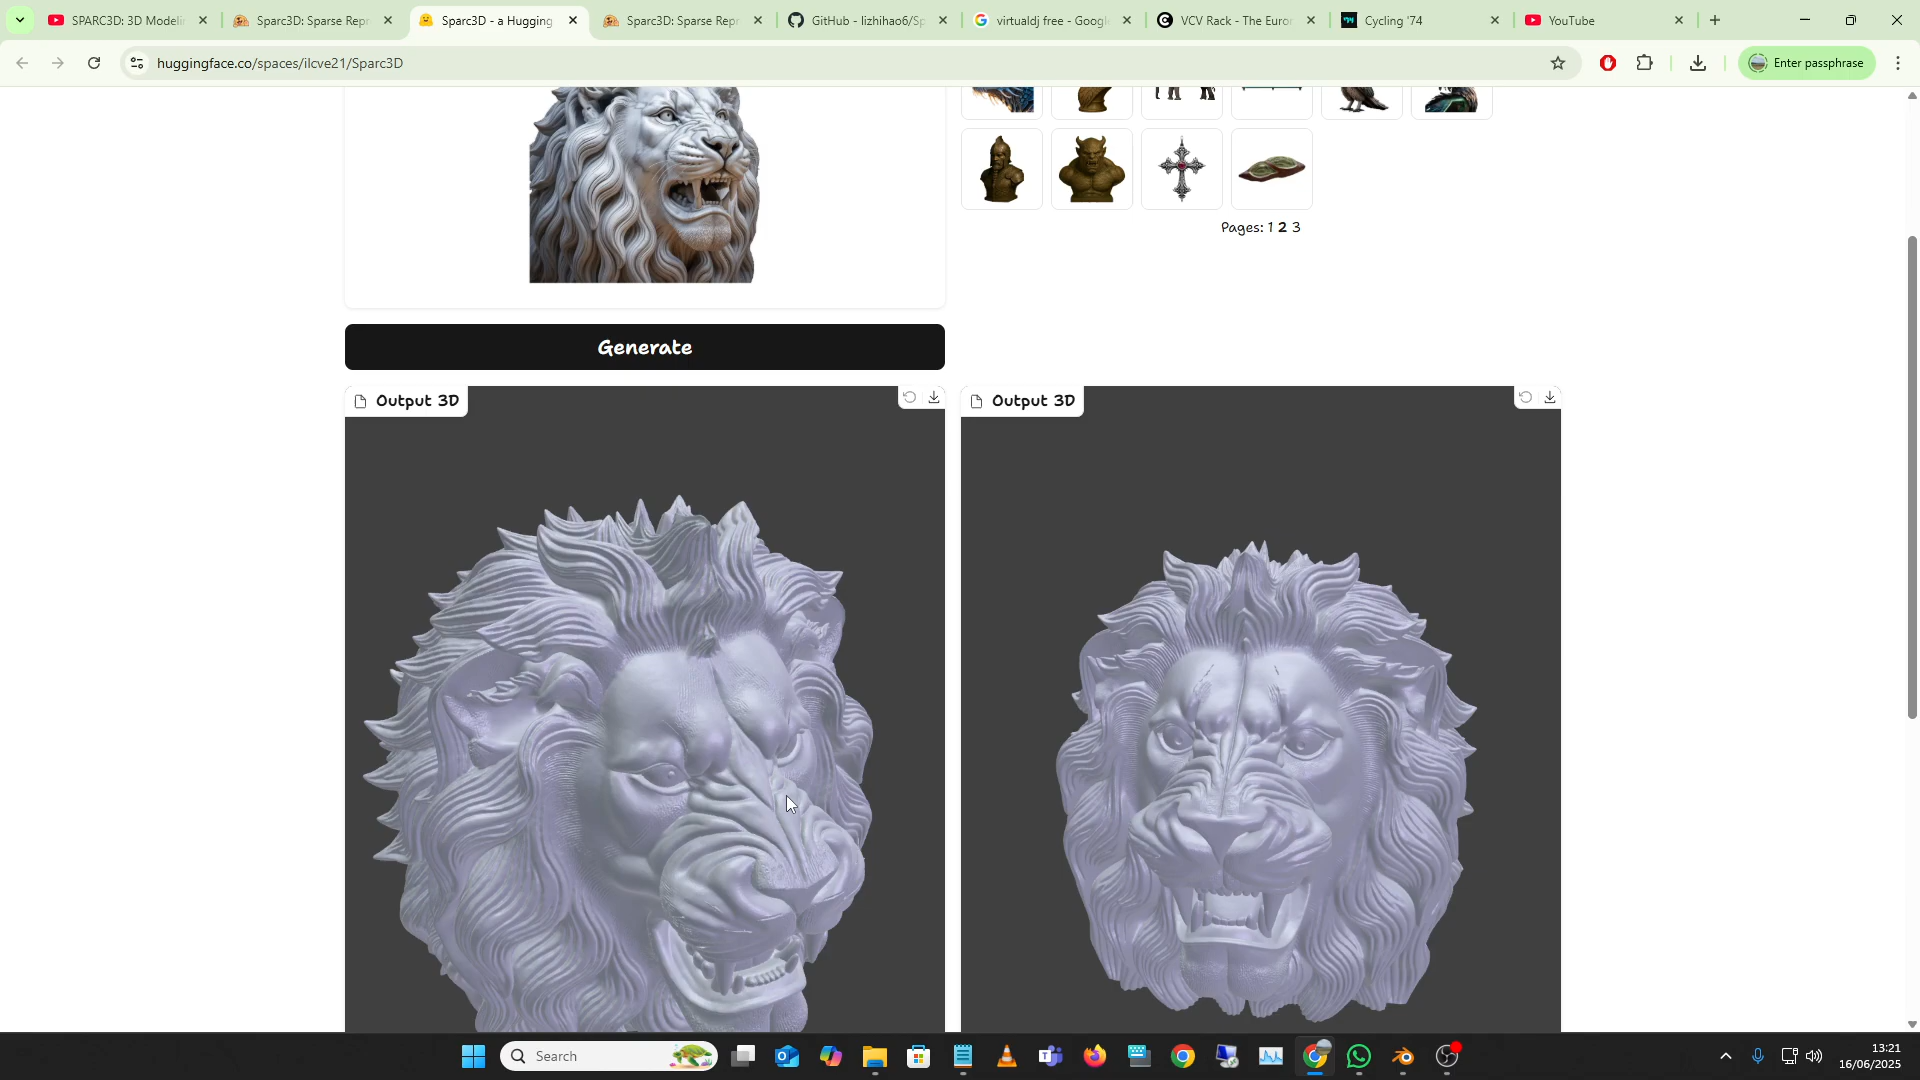 SPARC3D: 3D Modelin
Sparc3D: Sparse Repr
Sparc3D - a Hugging
Sparc3D: Sparse Repr
GitHub - lizhihao6/Sp
virtualdj free - Google
VCV Rack - The Euror
Cycling '74
YouTube
huggingface.co/spaces/ilcve21/Sparc3D
Enter passphrase
Pages: 1 2 3
Generate
Output 3D
Output 3D
Search
13:21
16/06/2025